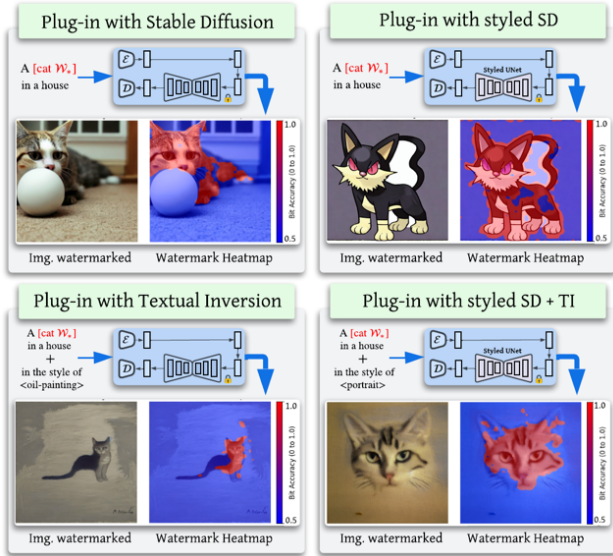 Plug-in with Stable Diffusion
A [cat 𝒲*]
in a house
ℰ
𝒟
1.0
Bit Accuracy (0 to 1.0)
0.5
Img. watermarked
Watermark Heatmap
Plug-in with styled SD
A [cat 𝒲*]
in a house
ℰ
Styled UNet
𝒟
1.0
Bit Accuracy (0 to 1.0)
0.5
Img. watermarked
Watermark Heatmap
Plug-in with Textual Inversion
A [cat 𝒲*]
in a house
+
in the style of
<oil-painting>
ℰ
𝒟
1.0
Bit Accuracy (0 to 1.0)
0.5
Img. watermarked
Watermark Heatmap
Plug-in with styled SD + TI
A [cat 𝒲*]
in a house
+
in the style of
<portrait>
ℰ
Styled UNet
𝒟
1.0
Bit Accuracy (0 to 1.0)
0.5
Img. watermarked
Watermark Heatmap